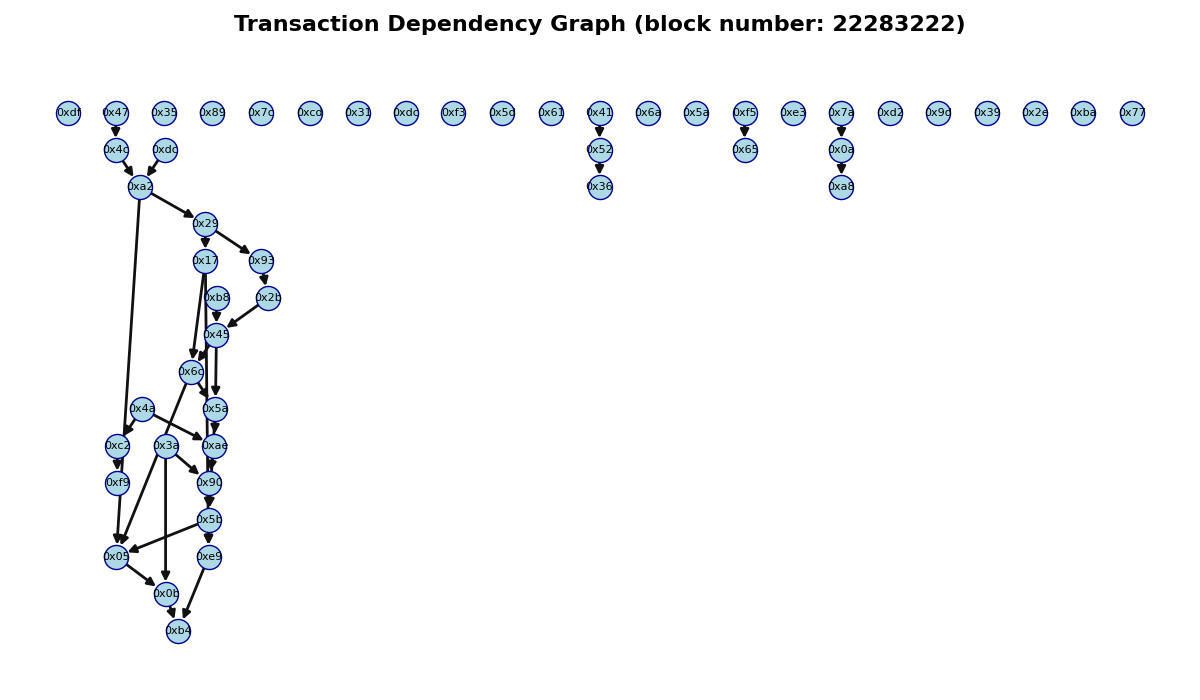 Transaction Dependency Graph (block number: 22283222)
0xdf 0x47 0x35 0x89 0x7c 0xcd 0x31 0xdc 0xf3 0x5d 0x61 0x41 0x6a 0x5a 0xf5 0xe3 0x7a 0xd2 0x9d 0x39 0x2e 0xba 0x77
0x4c 0xdc 0x52 0x65 0x0a
0xa2 0x36 0xa8
0x29
0x17 0x93
0xb8 0x2b
0x45
0x6c
0x4a 0x5a
0xc2 0x3a 0xae
0xf9 0x90
0x5b
0x05 0xe9
0x0b
0xb4